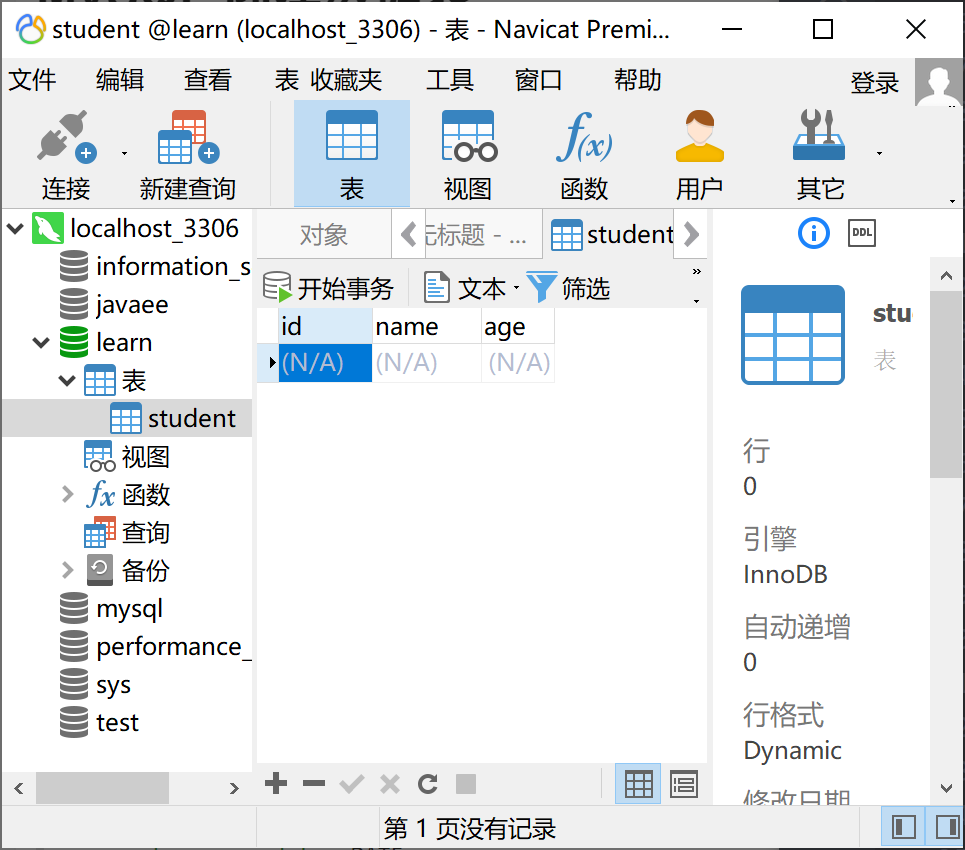 student @learn (localhost_3306) - 表 - Navicat Premi...
文件 编辑 查看 表 收藏夹 工具 窗口 帮助 登录
连接 新建查询 表 视图 函数 用户 其它
localhost_3306
information_s
javaee
learn
表
student
视图
函数
查询
备份
mysql
performance_
sys
test
对象 无标题 - ... student
开始事务 文本 筛选
id name age
(N/A) (N/A) (N/A)
DDL
stu
表
行
0
引擎
InnoDB
自动递增
0
行格式
Dynamic
修改日期
第 1 页没有记录